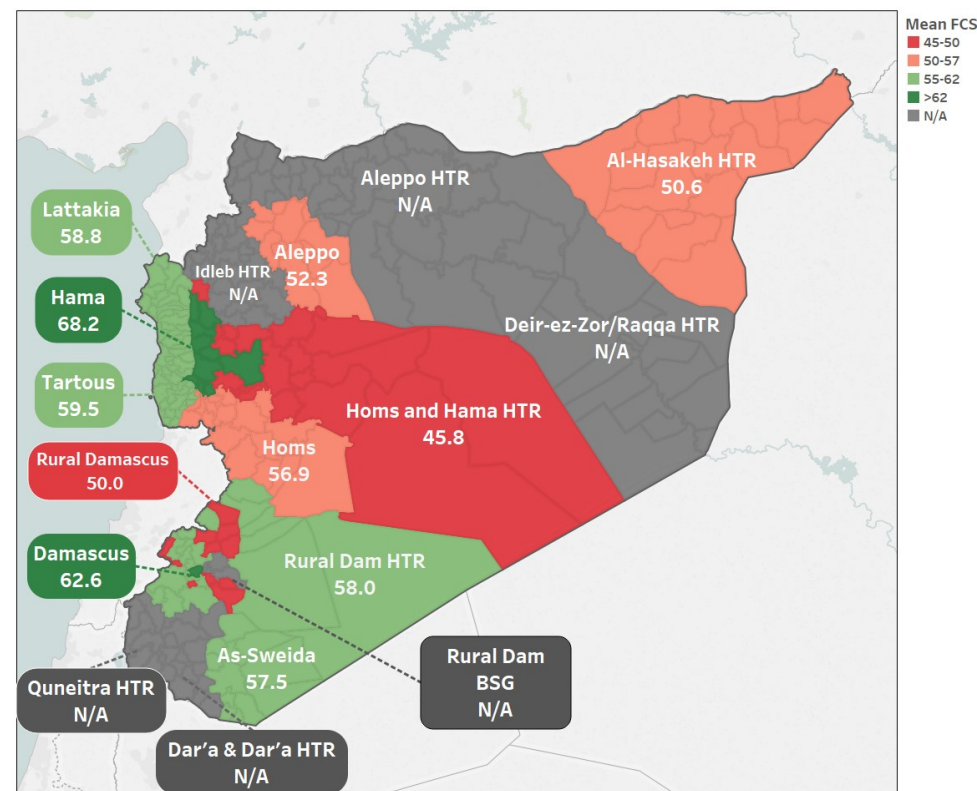 Mean FCS
45-50
50-57
55-62
>62
N/A
Aleppo HTR
N/A
Al-Hasakeh HTR
50.6
Lattakia
58.8
Aleppo
52.3
Idleb HTR
N/A
Hama
68.2
Deir-ez-Zor/Raqqa HTR
N/A
Tartous
59.5
Homs and Hama HTR
45.8
Homs
56.9
Rural Damascus
50.0
Damascus
62.6
Rural Dam HTR
58.0
As-Sweida
57.5
Rural Dam
BSG
N/A
Quneitra HTR
N/A
Dar'a & Dar'a HTR
N/A